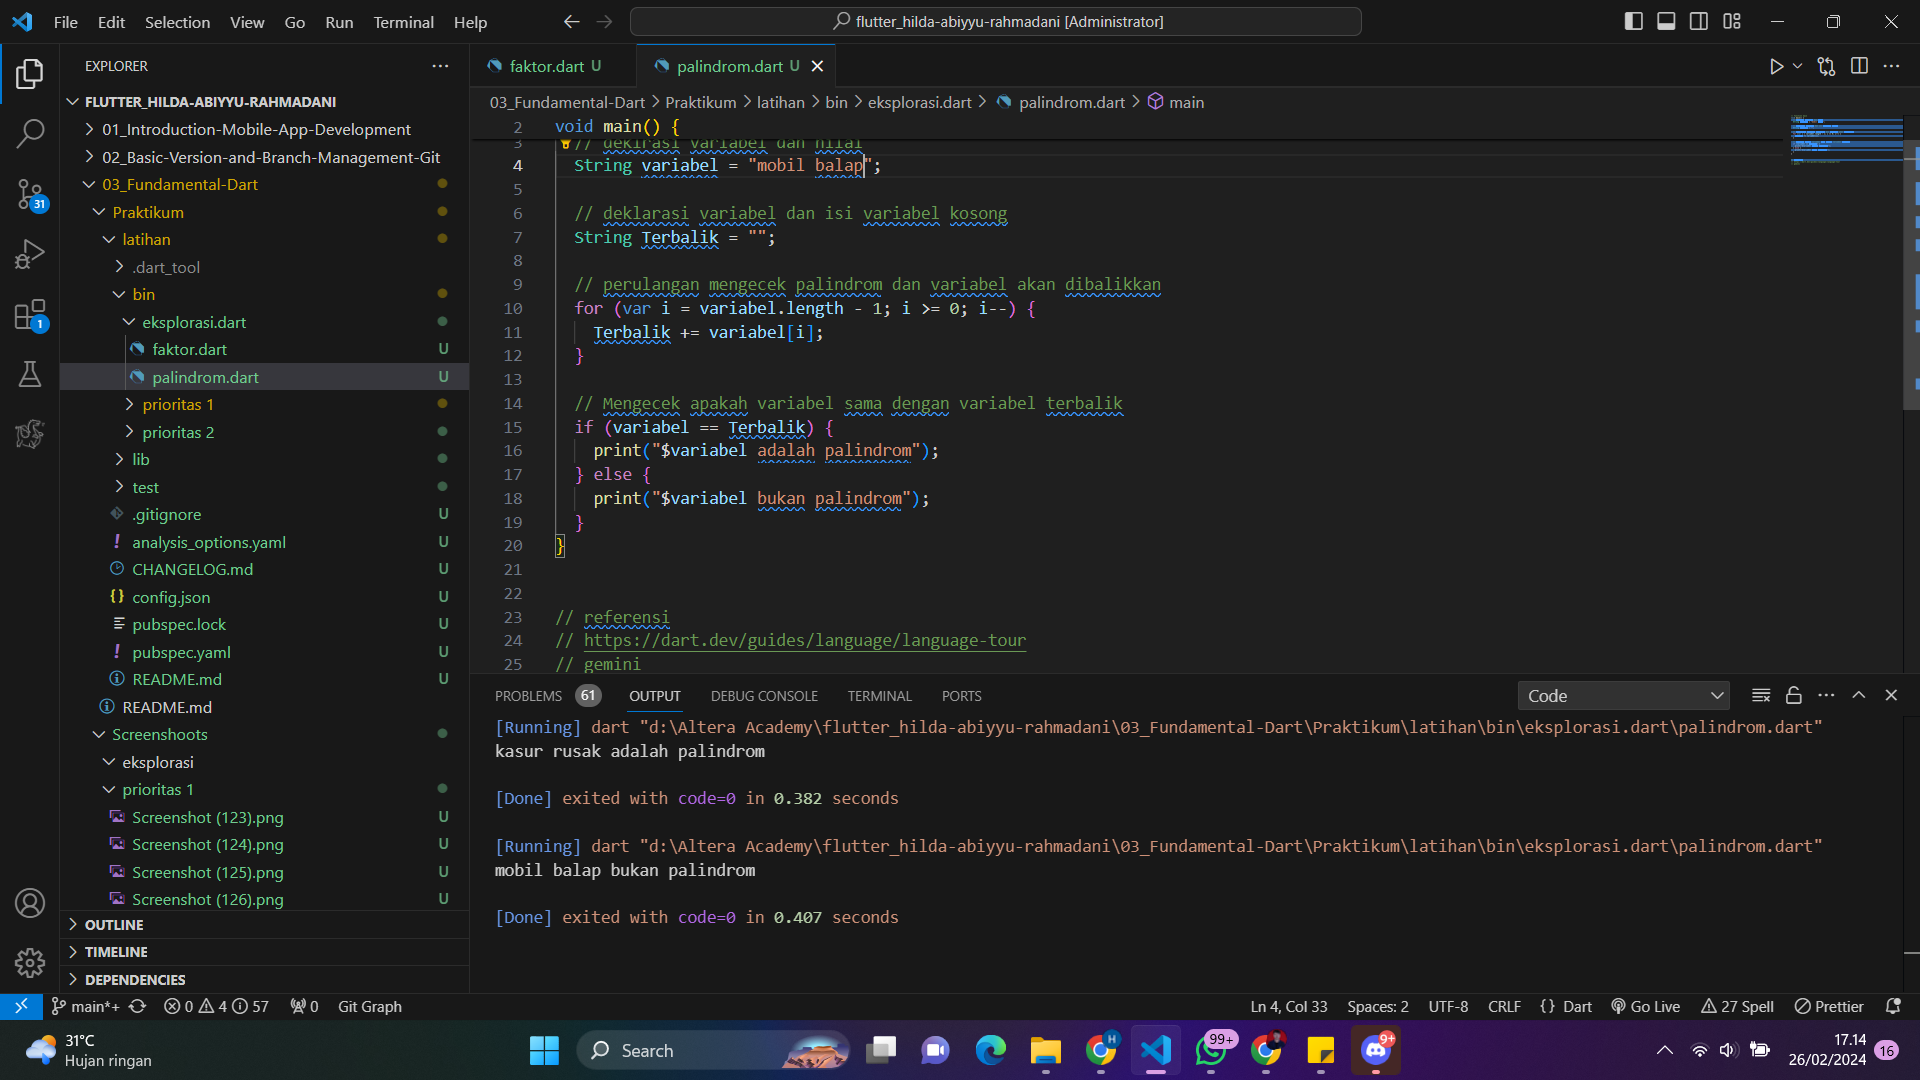 File Edit Selection View Go Run Terminal Help
flutter_hilda-abiyyu-rahmadani [Administrator]
EXPLORER
FLUTTER_HILDA-ABIYYU-RAHMADANI
01_Introduction-Mobile-App-Development
02_Basic-Version-and-Branch-Management-Git
03_Fundamental-Dart
Praktikum
latihan
.dart_tool
bin
eksplorasi.dart
faktor.dart U
palindrom.dart U
prioritas 1
prioritas 2
lib
test
.gitignore U
analysis_options.yaml U
CHANGELOG.md U
config.json U
pubspec.lock U
pubspec.yaml U
README.md U
README.md
Screenshoots
eksplorasi
prioritas 1
Screenshot (123).png U
Screenshot (124).png U
Screenshot (125).png U
Screenshot (126).png U
OUTLINE
TIMELINE
DEPENDENCIES
31
1
faktor.dart U
palindrom.dart U
03_Fundamental-Dart > Praktikum > latihan > bin > eksplorasi.dart > palindrom.dart > main
2 void main() {
3 // deklrasi variabel dan nilai
4 String variabel = "mobil balap";
5
6 // deklarasi variabel dan isi variabel kosong
7 String Terbalik = "";
8
9 // perulangan mengecek palindrom dan variabel akan dibalikkan
10 for (var i = variabel.length - 1; i >= 0; i--) {
11 Terbalik += variabel[i];
12 }
13
14 // Mengecek apakah variabel sama dengan variabel terbalik
15 if (variabel == Terbalik) {
16 print("$variabel adalah palindrom");
17 } else {
18 print("$variabel bukan palindrom");
19 }
20 }
21
22
23 // referensi
24 // https://dart.dev/guides/language/language-tour
25 // gemini
PROBLEMS 61 OUTPUT DEBUG CONSOLE TERMINAL PORTS Code
[Running] dart "d:\Altera Academy\flutter_hilda-abiyyu-rahmadani\03_Fundamental-Dart\Praktikum\latihan\bin\eksplorasi.dart\palindrom.dart"
kasur rusak adalah palindrom
[Done] exited with code=0 in 0.382 seconds
[Running] dart "d:\Altera Academy\flutter_hilda-abiyyu-rahmadani\03_Fundamental-Dart\Praktikum\latihan\bin\eksplorasi.dart\palindrom.dart"
mobil balap bukan palindrom
[Done] exited with code=0 in 0.407 seconds
main*+ 0 4 57 0 Git Graph Ln 4, Col 33 Spaces: 2 UTF-8 CRLF {} Dart Go Live 27 Spell Prettier
31°C
Hujan ringan
Search
H
99+
9+
17.14
26/02/2024
16